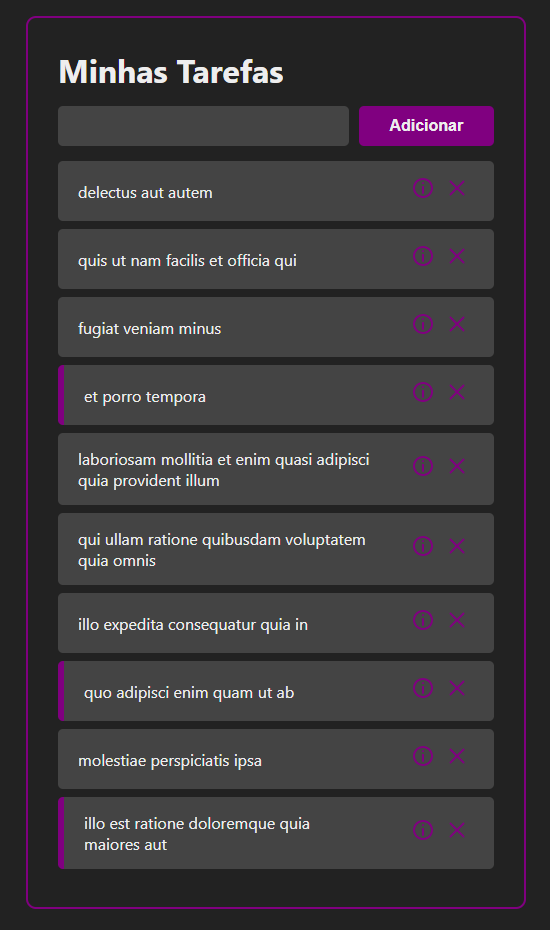 Minhas Tarefas
Adicionar
delectus aut autem
quis ut nam facilis et officia qui
fugiat veniam minus
et porro tempora
laboriosam mollitia et enim quasi adipisci
quia provident illum
qui ullam ratione quibusdam voluptatem
quia omnis
illo expedita consequatur quia in
quo adipisci enim quam ut ab
molestiae perspiciatis ipsa
illo est ratione doloremque quia
maiores aut